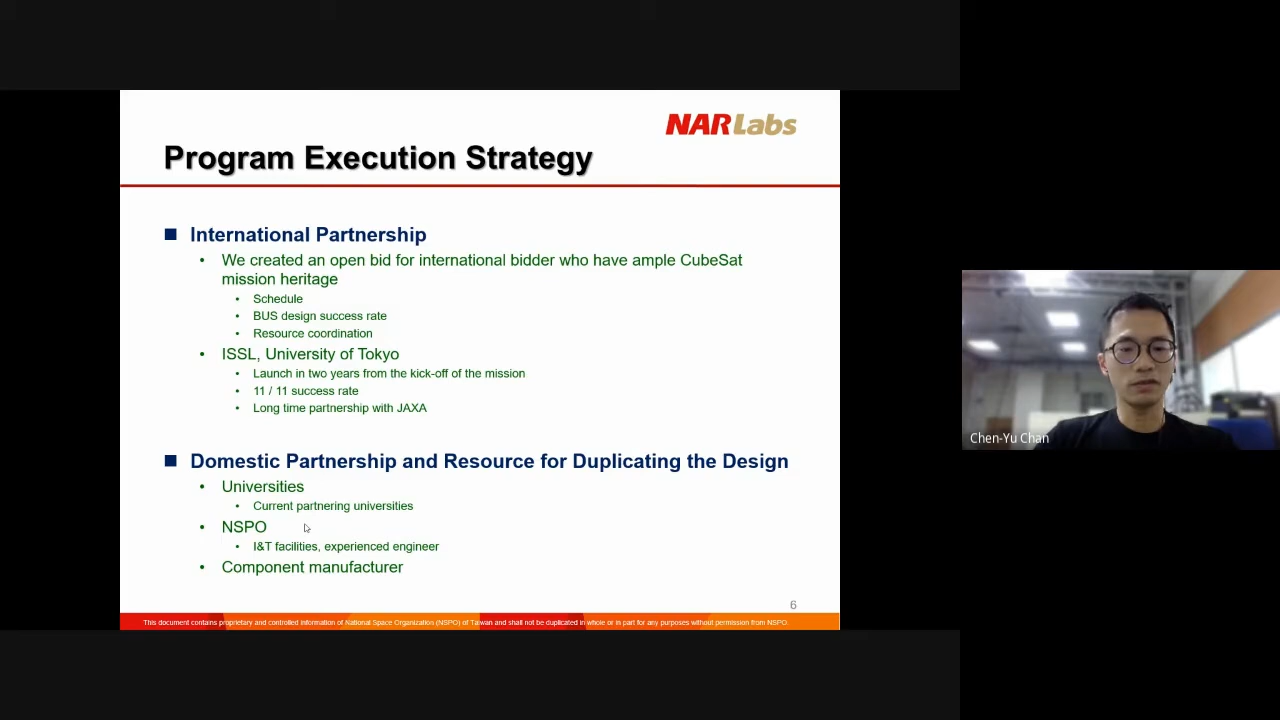 NARLabs
Program Execution Strategy
International Partnership
We created an open bid for international bidder who have ample CubeSat
mission heritage
Schedule
BUS design success rate
Resource coordination
ISSL, University of Tokyo
Launch in two years from the kick-off of the mission
11 / 11 success rate
Long time partnership with JAXA
Domestic Partnership and Resource for Duplicating the Design
Universities
Current partnering universities
NSPO
I&T facilities, experienced engineer
Component manufacturer
6
This document contains proprietary and controlled information of National Space Organization (NSPO) of Taiwan and shall not be duplicated in whole or in part for any purposes without permission from NSPO.
Chen-Yu Chan